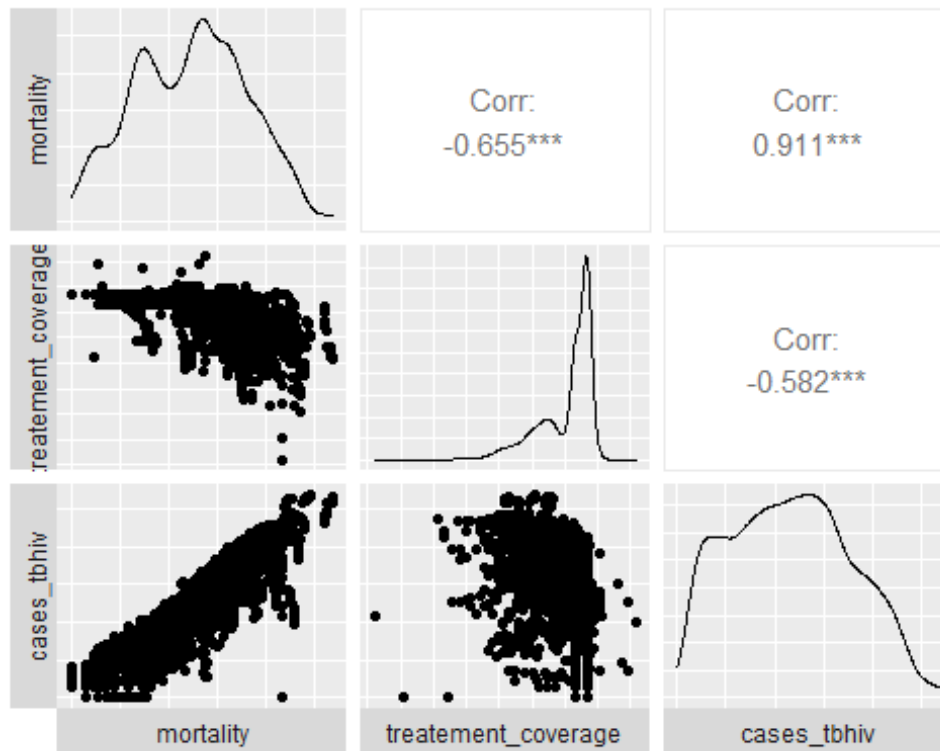 mortality
Corr:
-0.655***
Corr:
0.911***
treatement_coverage
Corr:
-0.582***
cases_tbhiv
mortality
treatement_coverage
cases_tbhiv